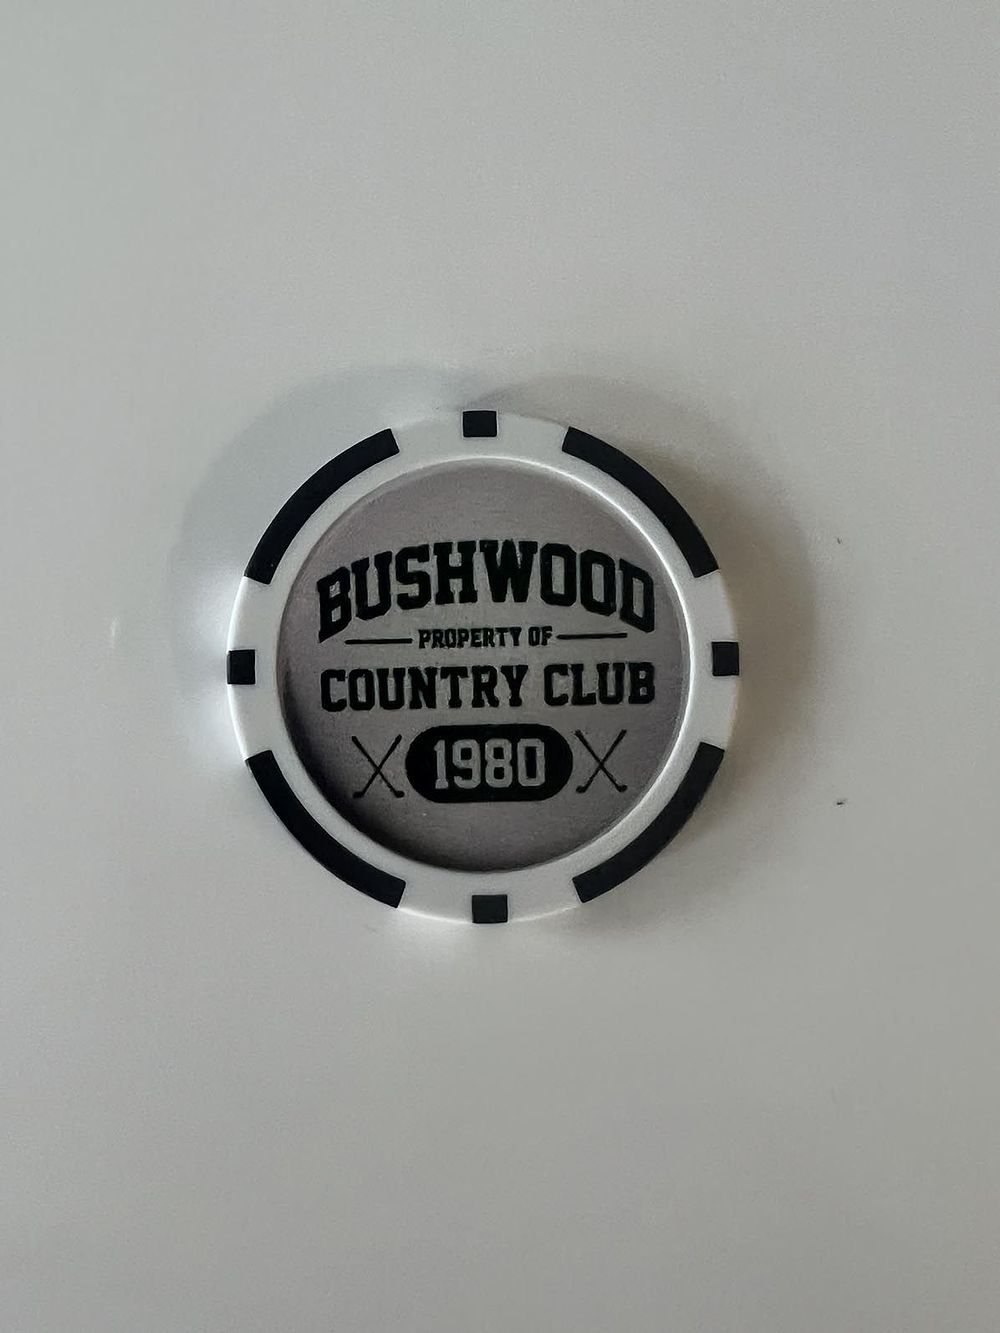 BUSHWOOD
PROPERTY OF
COUNTRY CLUB
1980